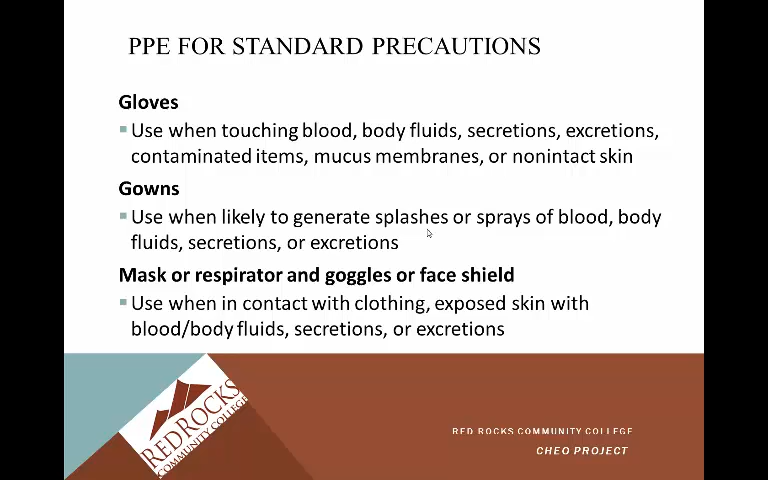 PPE FOR STANDARD PRECAUTIONS
Gloves
Use when touching blood, body fluids, secretions, excretions,
contaminated items, mucus membranes, or nonintact skin
Gowns
Use when likely to generate splashes or sprays of blood, body
fluids, secretions, or excretions
Mask or respirator and goggles or face shield
Use when in contact with clothing, exposed skin with
blood/body fluids, secretions, or excretions
RED ROCKS
COMMUNITY COLLEGE
RED ROCKS COMMUNITY COLLEGE
CHEO PROJECT